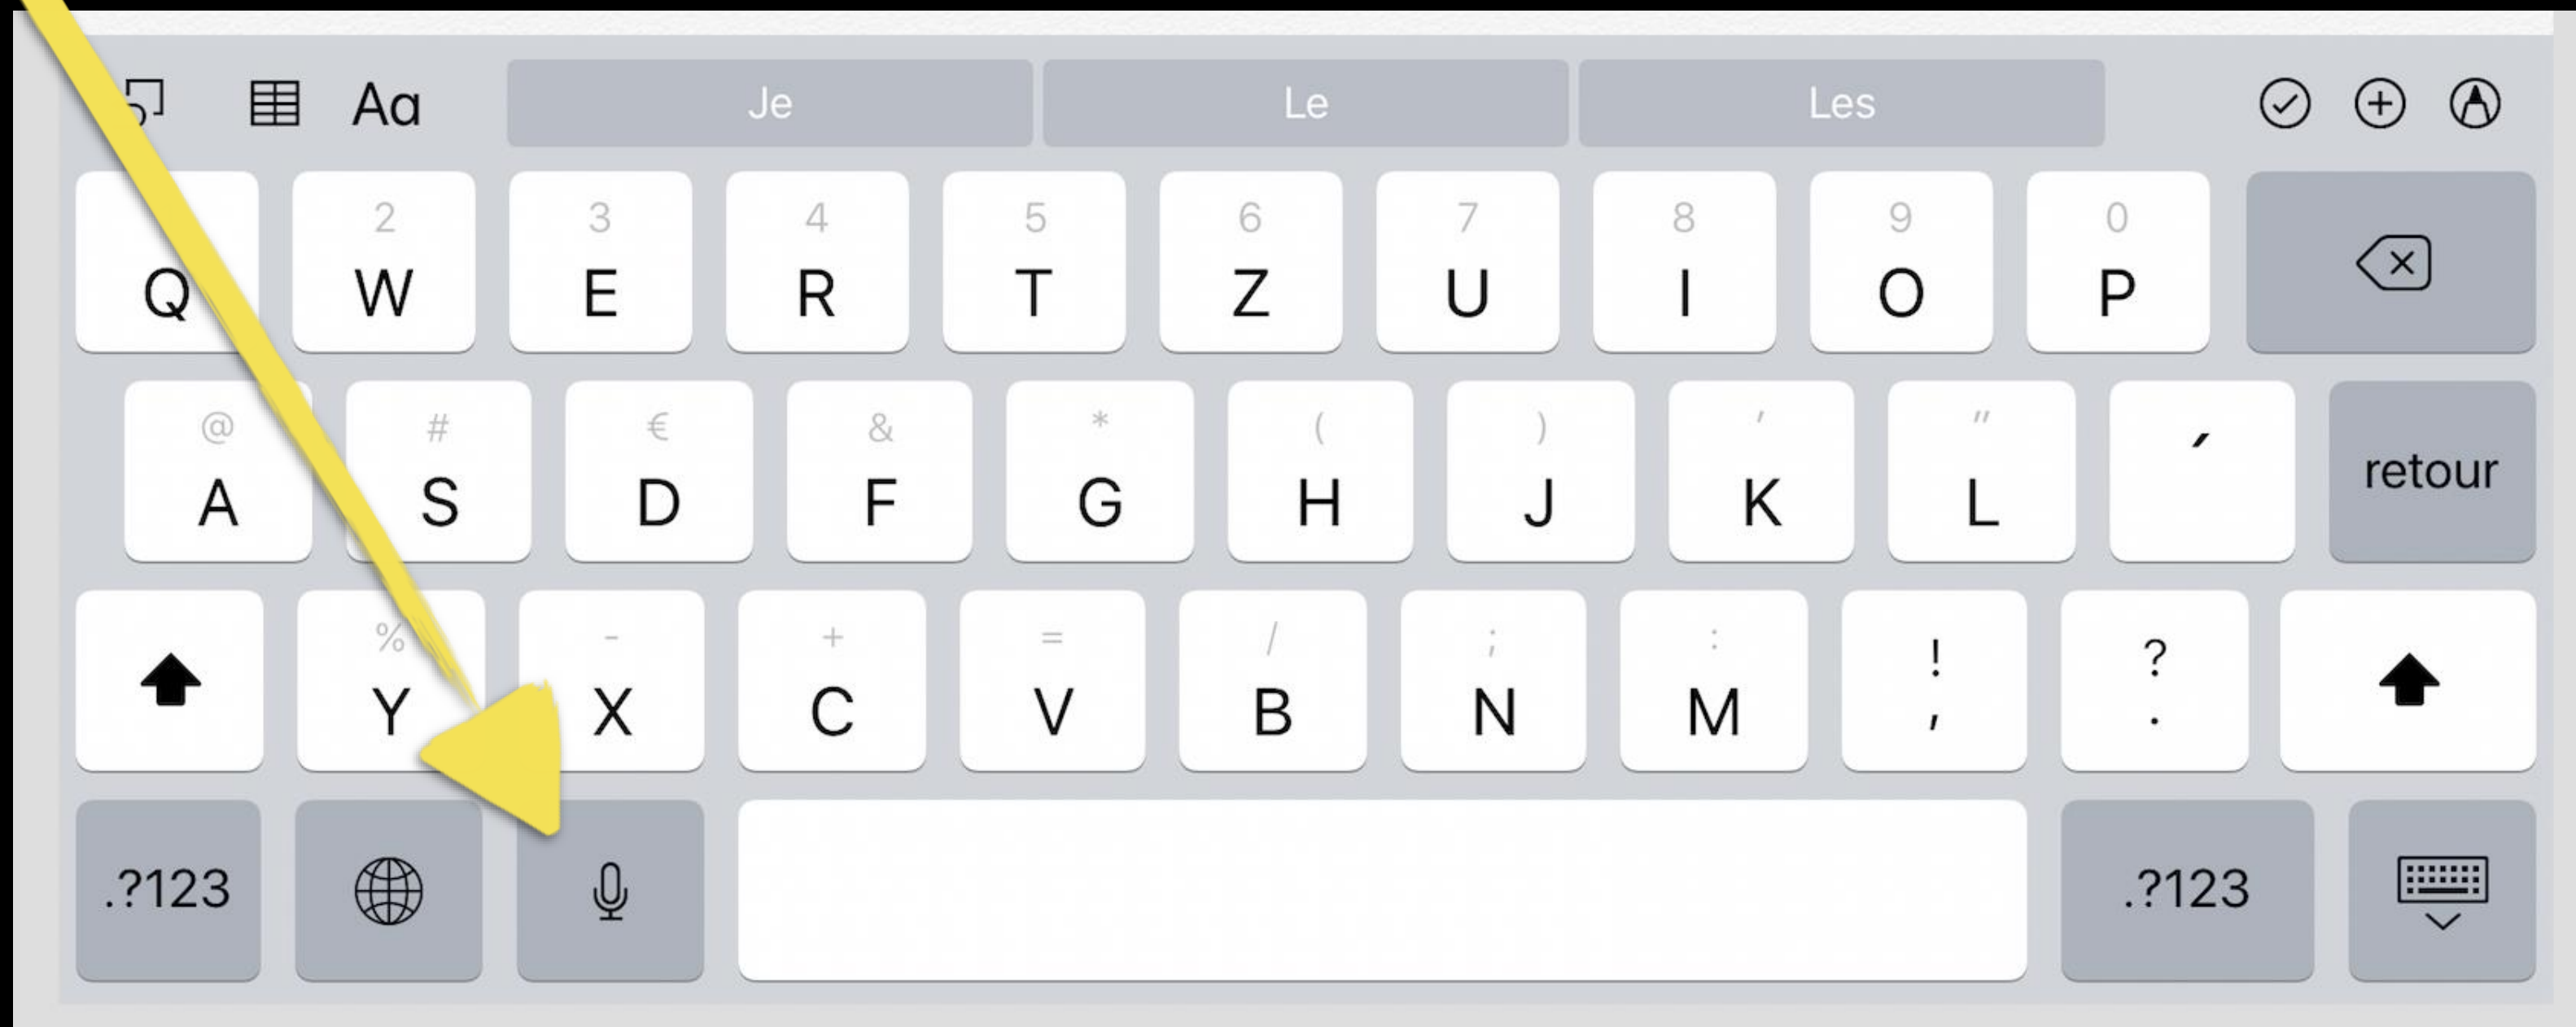 Aa Je Le Les
2 3 4 5 6 7 8 9 0
Q W E R T Z U I O P
@ # € & * ( ) ' "
A S D F G H J K L ´ retour
% - + = / ; : ! ?
Y X C V B N M , .
.?123 .?123